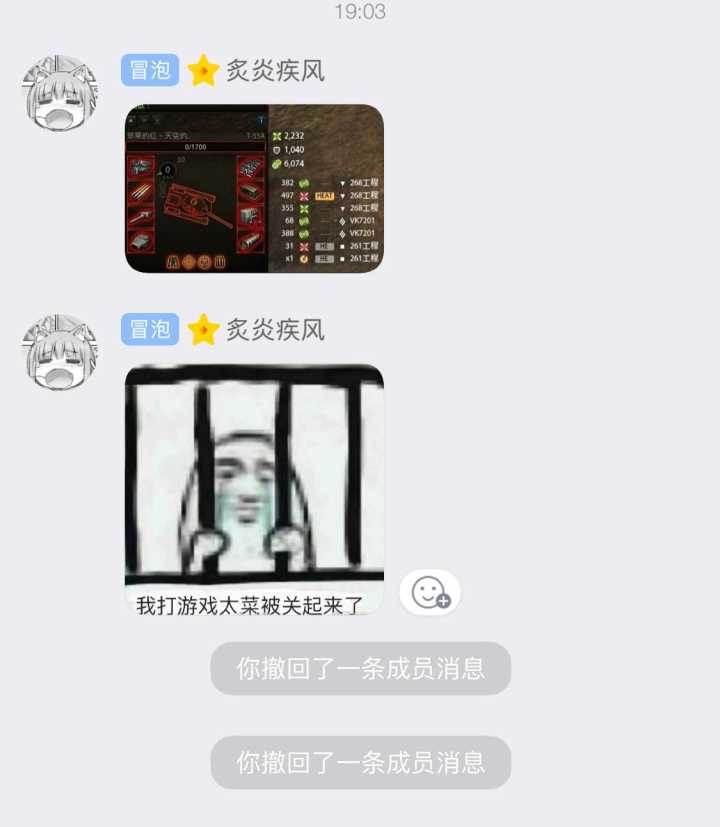 19:03
冒泡 炙炎疾风
T-55A
0/1700
0
2,232
1,040
6,074
382 268工程
497 HEAT 268工程
355 268工程
68 VK7201
388 VK7201
31 HE 261工程
x1 HE 261工程
冒泡 炙炎疾风
我打游戏太菜被关起来了
你撤回了一条成员消息
你撤回了一条成员消息